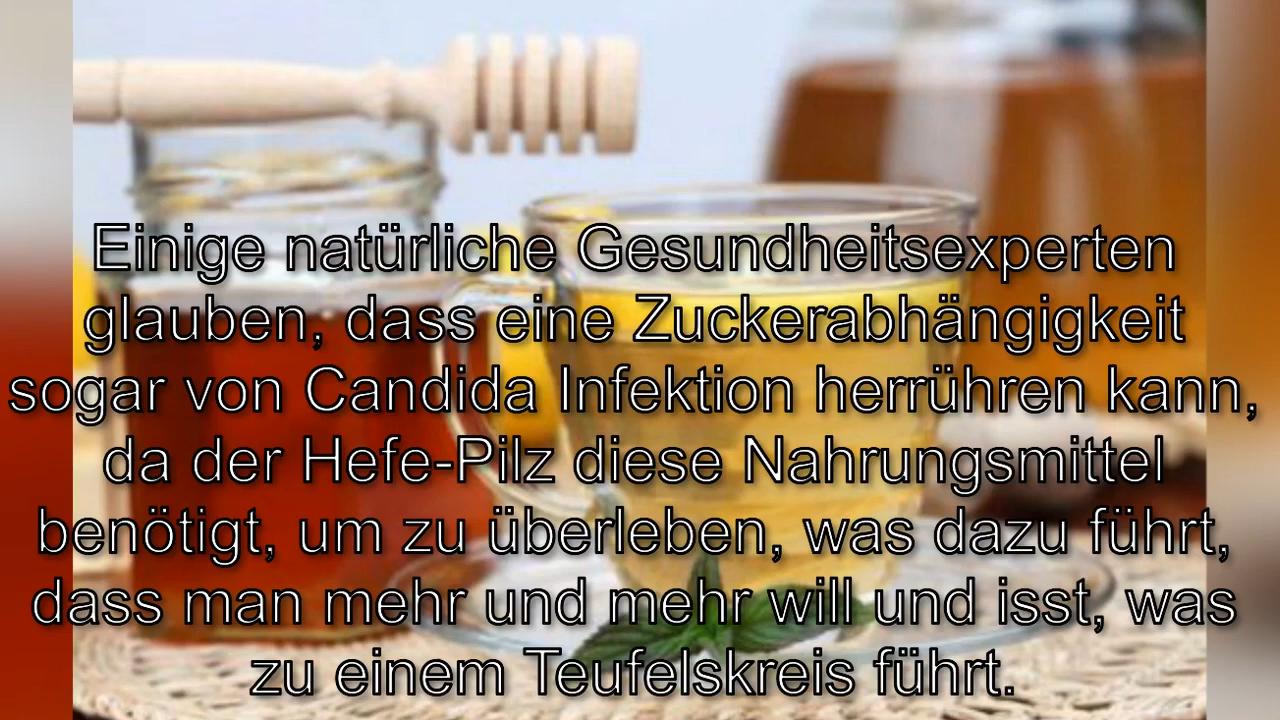 Einige natürliche Gesundheitsexperten
glauben, dass eine Zuckerabhängigkeit
sogar von Candida Infektion herrühren kann,
da der Hefe-Pilz diese Nahrungsmittel
benötigt, um zu überleben, was dazu führt,
dass man mehr und mehr will und isst, was
zu einem Teufelskreis führt.